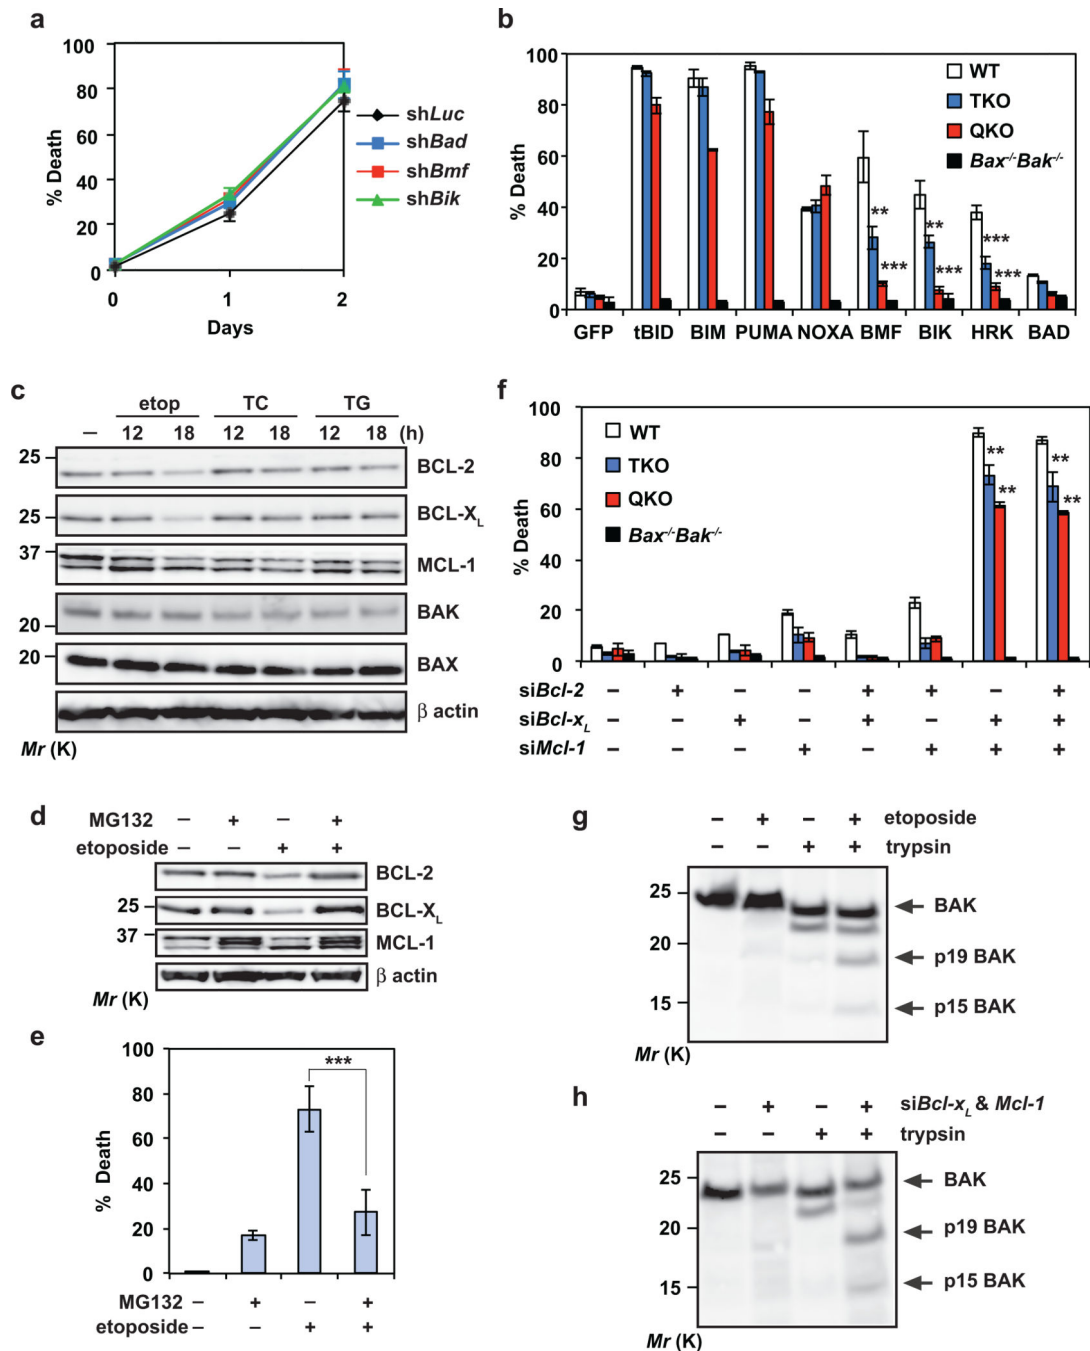 a
100
80
60
40
20
0
% Death
0 1 2
Days
shLuc
shBad
shBmf
shBik
b
100
80
60
40
20
0
% Death
WT
TKO
QKO
Bax-/-Bak-/-
** *** ** *** *** ***
GFP tBID BIM PUMA NOXA BMF BIK HRK BAD
c
etop TC TG
– 12 18 12 18 12 18 (h)
25 BCL-2
25 BCL-XL
37 MCL-1
20 BAK
20 BAX
β actin
Mr (K)
f
100
80
60
40
20
0
% Death
WT
TKO
QKO
Bax-/-Bak-/-
** ** ** **
siBcl-2 – + – – + + – +
siBcl-xL – – + – + – + +
siMcl-1 – – – + – + + +
d
MG132 – + – +
etoposide – – + +
BCL-2
25 BCL-XL
37 MCL-1
β actin
Mr (K)
e
100
80
60
40
20
0
% Death
***
MG132 – + – +
etoposide – – + +
g
– + – + etoposide
– – + + trypsin
25 BAK
20 p19 BAK
15 p15 BAK
Mr (K)
h
– + – + siBcl-xL & Mcl-1
– – + + trypsin
25 BAK
20 p19 BAK
15 p15 BAK
Mr (K)